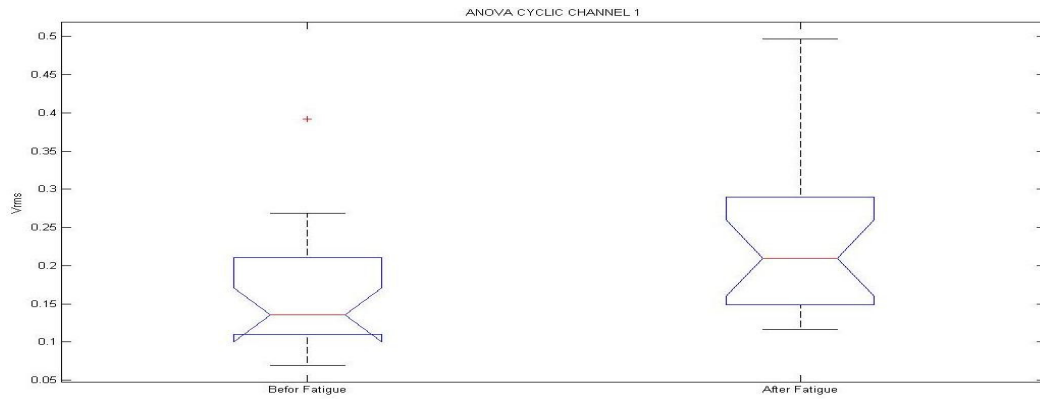 ANOVA CYCLIC CHANNEL 1
0.5
0.45
0.4
0.35
0.3
0.25
0.2
0.15
0.1
0.05
Vrms
Befor Fatigue
After Fatigue